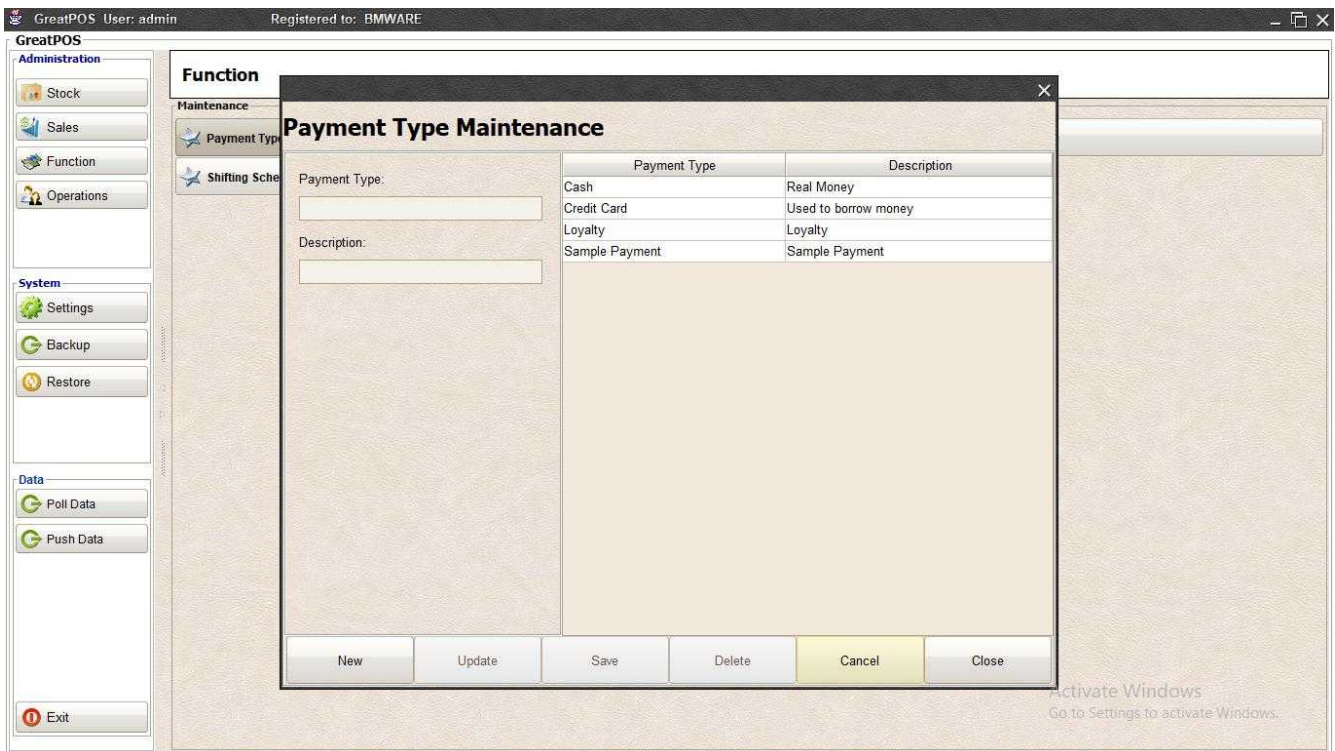 GreatPOS User: admin Registered to: BMWARE
GreatPOS
Administration
Stock
Sales
Function
Operations
System
Settings
Backup
Restore
Data
Poll Data
Push Data
Exit
Function
Maintenance
Payment Typ
Shifting Sche
Payment Type Maintenance
Payment Type:
Description:
Payment Type Description
Cash Real Money
Credit Card Used to borrow money
Loyalty Loyalty
Sample Payment Sample Payment
New Update Save Delete Cancel Close
Activate Windows
Go to Settings to activate Windows.